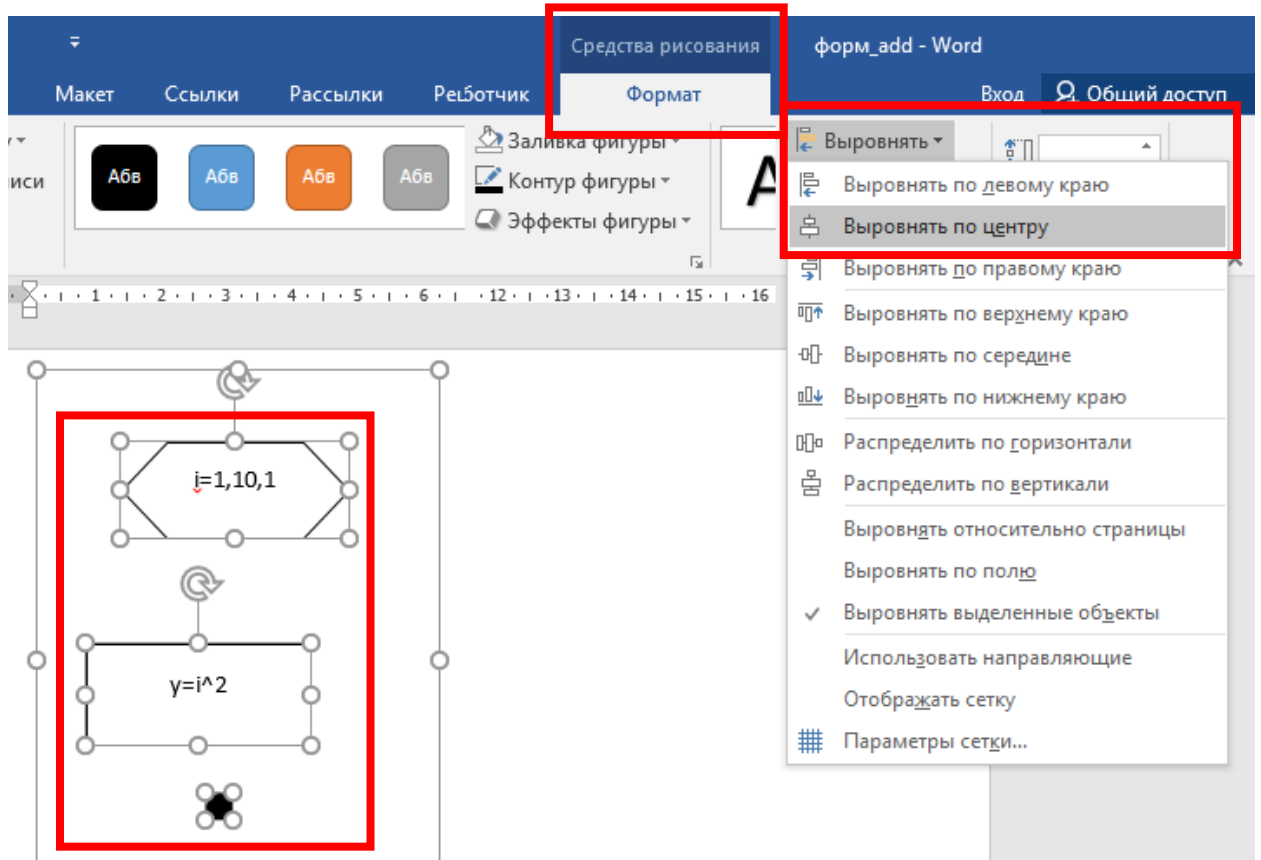 Средства рисования форм_add - Word
Макет Ссылки Рассылки Формат Вход Общий доступ
Выровнять
Абв Абв Абв Абв
Заливка фигуры
Контур фигуры
Эффекты фигуры
А
иси
Выровнять по левому краю
Выровнять по центру
Выровнять по правому краю
Выровнять по верхнему краю
Выровнять по середине
Выровнять по нижнему краю
Распределить по горизонтали
Распределить по вертикали
Выровнять относительно страницы
Выровнять по полю
Выровнять выделенные объекты
Использовать направляющие
Отображать сетку
Параметры сетки...
1 2 3 4 5 6 12 13 14 15 16
i=1,10,1
y=i^2